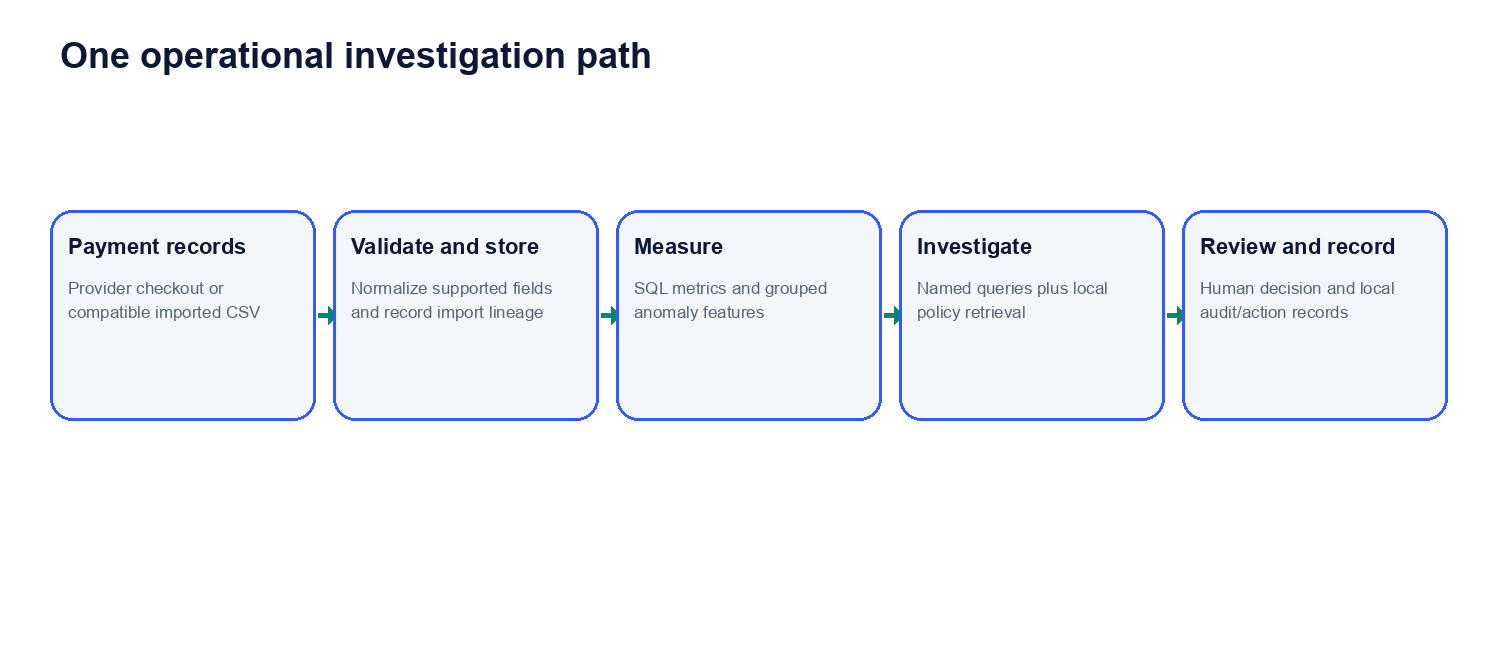 One operational investigation path
Payment records
Provider checkout or
compatible imported CSV
Validate and store
Normalize supported fields
and record import lineage
Measure
SQL metrics and grouped
anomaly features
Investigate
Named queries plus local
policy retrieval
Review and record
Human decision and local
audit/action records